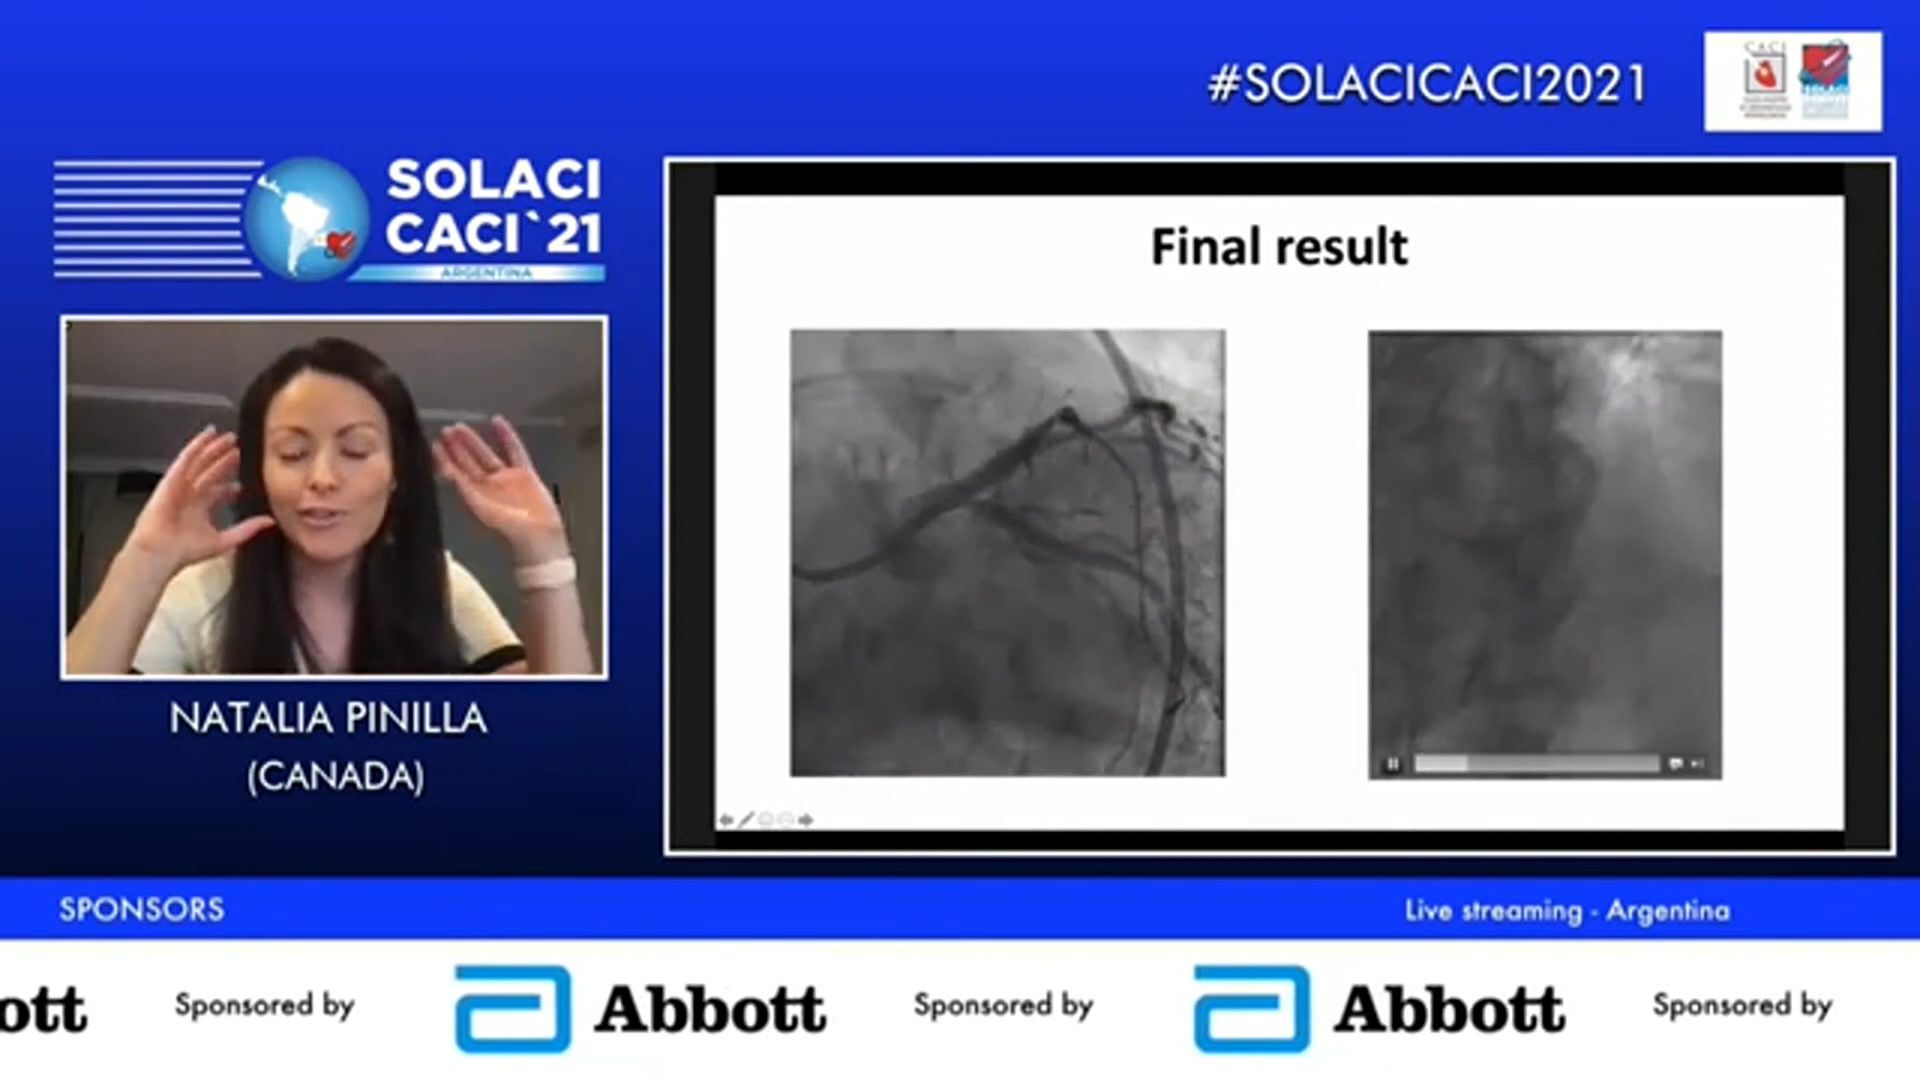 #SOLACICACI2021
CACI
SOLACI
CACI`21
ARGENTINA
Final result
NATALIA PINILLA
(CANADA)
SPONSORS
Live streaming - Argentina
ott
Sponsored by
Abbott
Sponsored by
Abbott
Sponsored by